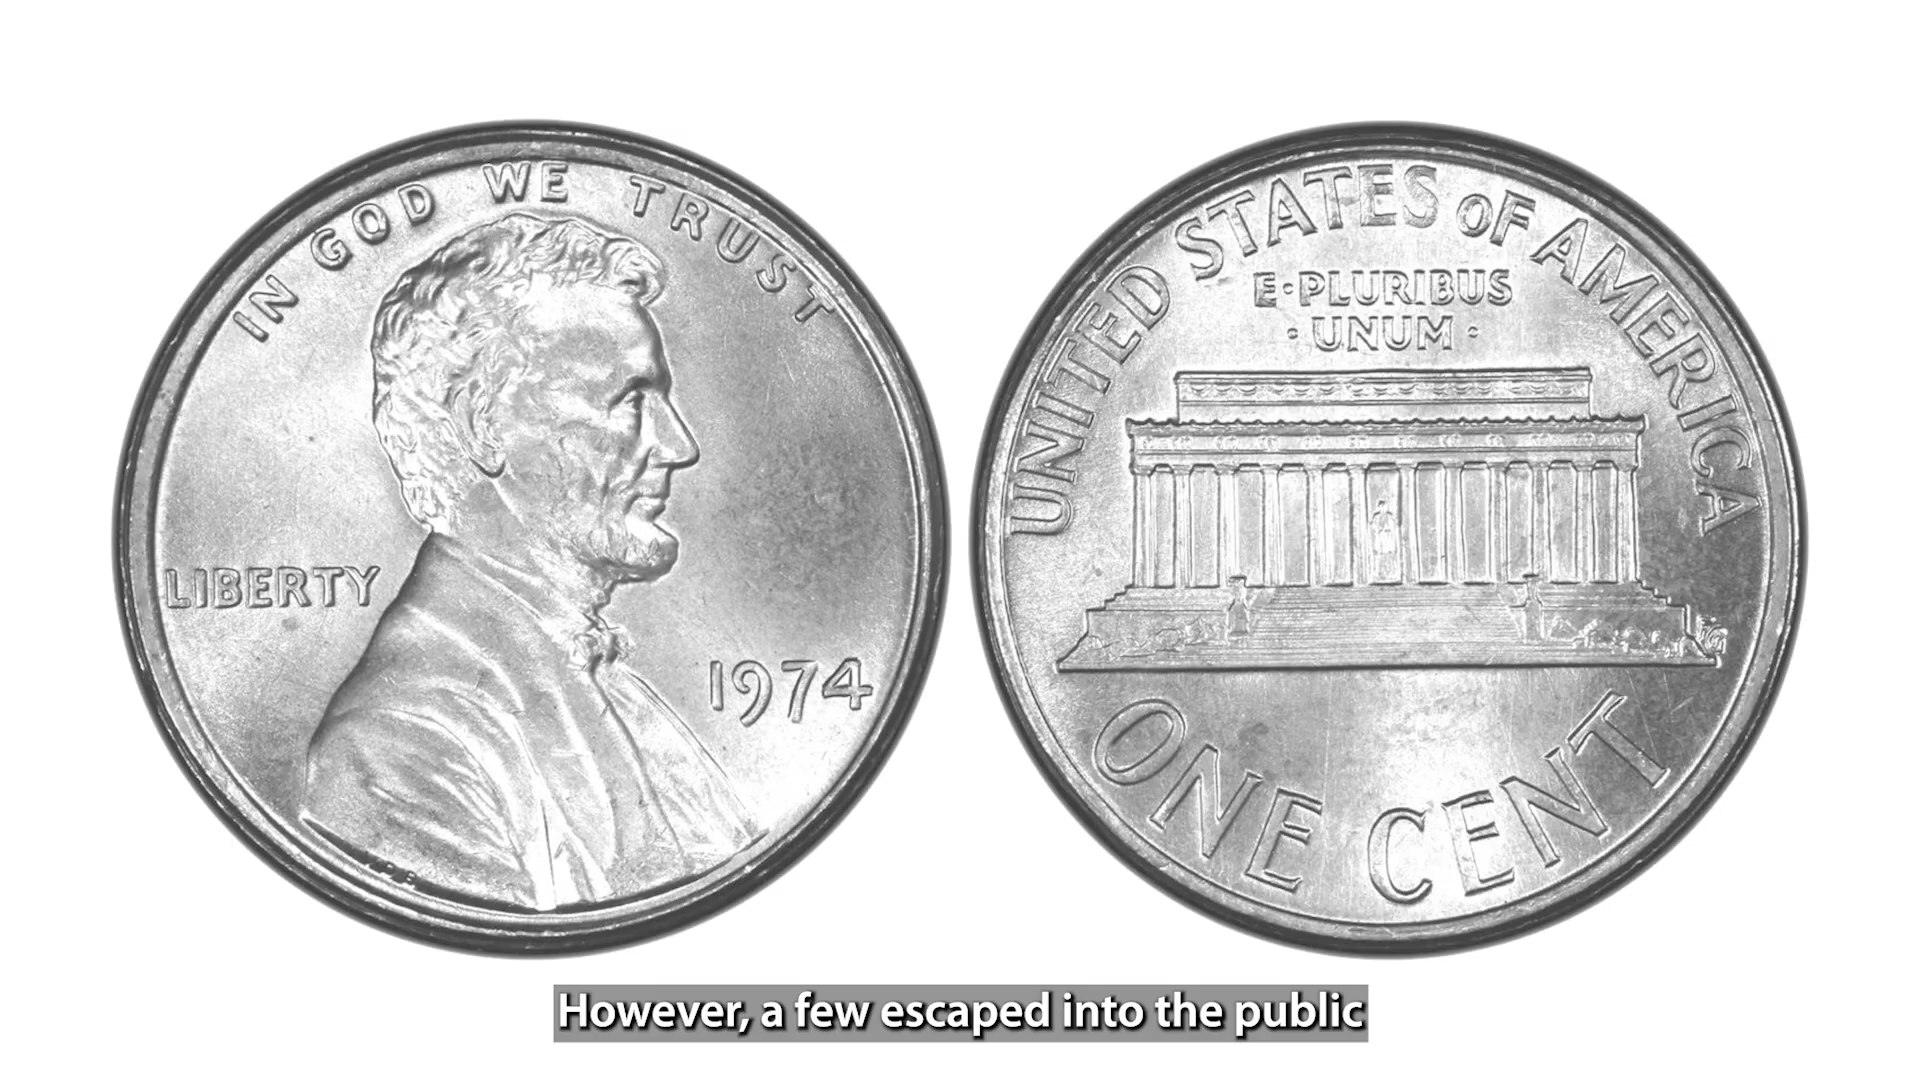 IN GOD WE TRUST
LIBERTY
1974
UNITED STATES OF AMERICA
E·PLURIBUS
·UNUM·
ONE CENT
However, a few escaped into the public